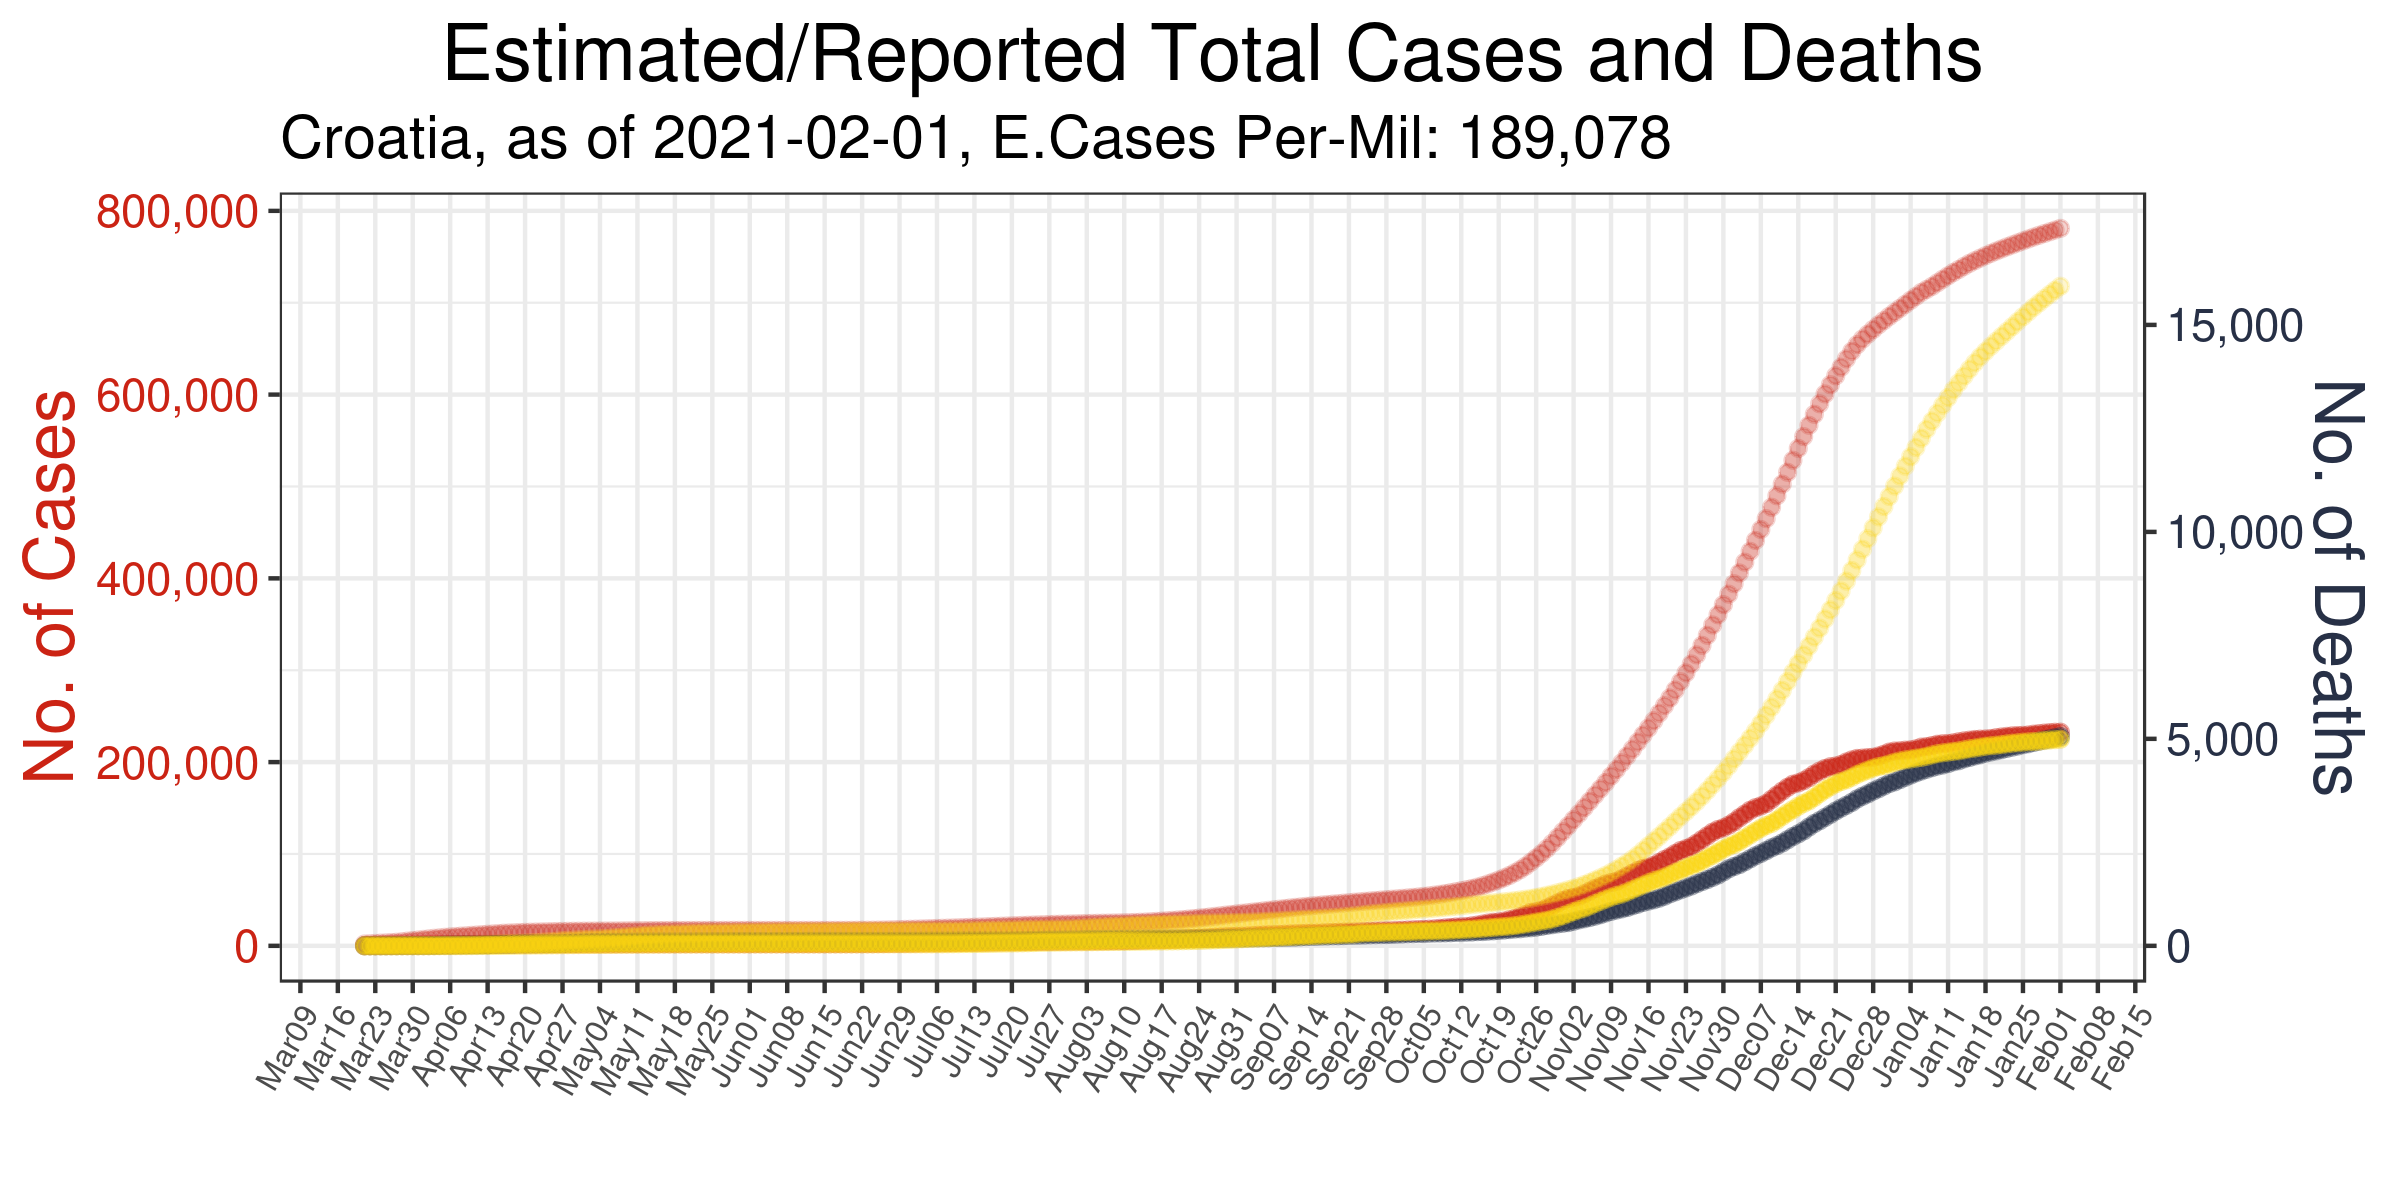 Estimated/Reported Total Cases and Deaths
Croatia, as of 2021-02-01, E.Cases Per-Mil: 189,078
No. of Cases
800,000
600,000
400,000
200,000
0
15,000
10,000
5,000
0
No. of Deaths
Mar09
Mar16
Mar23
Mar30
Apr06
Apr13
Apr20
Apr27
May04
May11
May18
May25
Jun01
Jun08
Jun15
Jun22
Jun29
Jul06
Jul13
Jul20
Jul27
Aug03
Aug10
Aug17
Aug24
Aug31
Sep07
Sep14
Sep21
Sep28
Oct05
Oct12
Oct19
Oct26
Nov02
Nov09
Nov16
Nov23
Nov30
Dec07
Dec14
Dec21
Dec28
Jan04
Jan11
Jan18
Jan25
Feb01
Feb08
Feb15